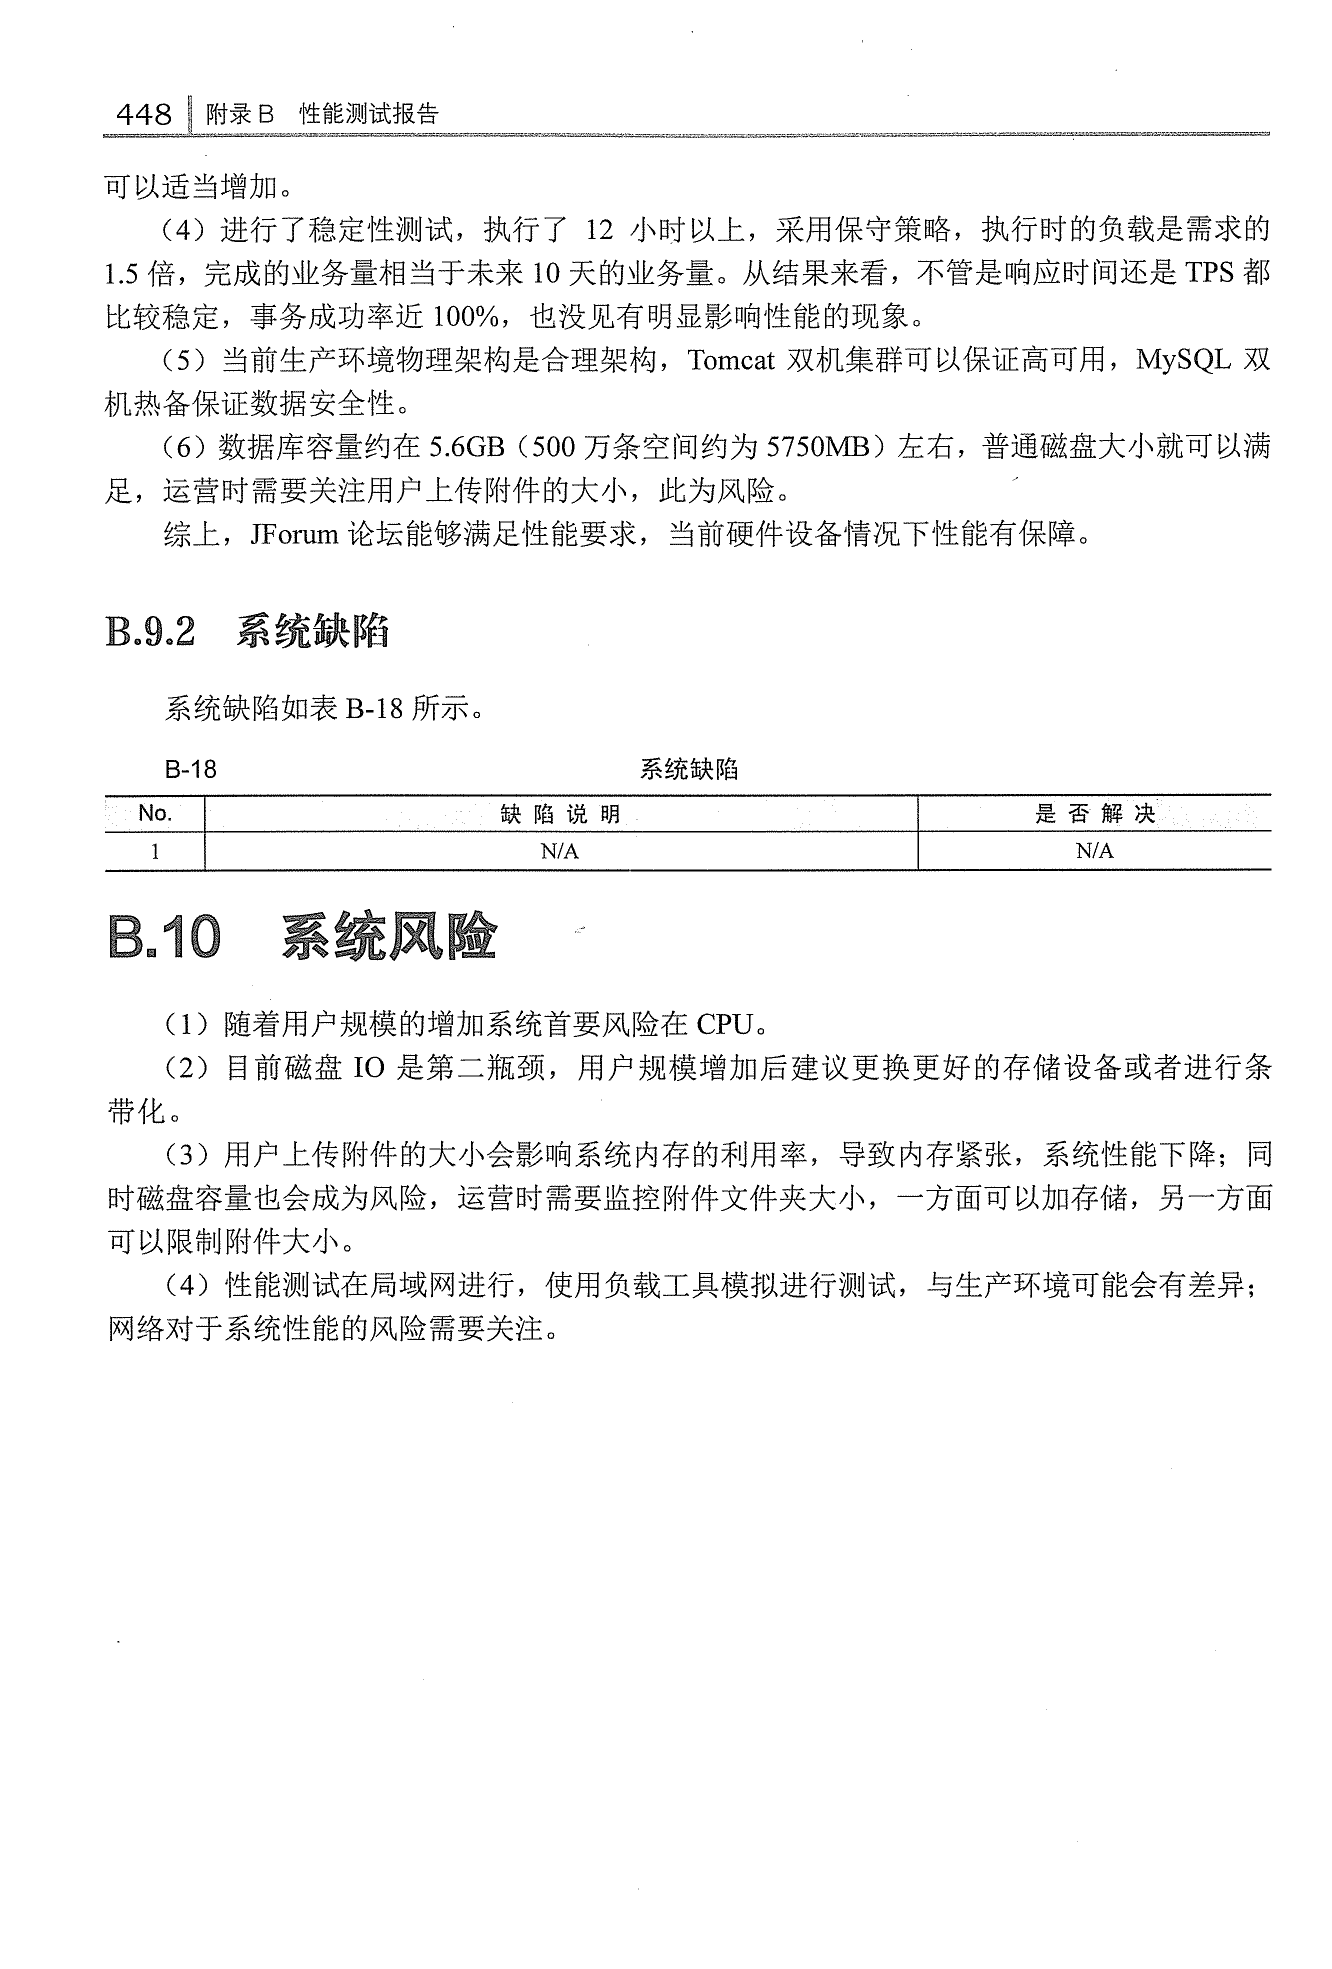 448 附录 B 性能测试报告
可以适当增加。
（4）进行了稳定性测试，执行了 12 小时以上，采用保守策略，执行时的负载是需求的
1.5 倍，完成的业务量相当于未来 10 天的业务量。从结果来看，不管是响应时间还是 TPS 都
比较稳定，事务成功率近 100%，也没见有明显影响性能的现象。
（5）当前生产环境物理架构是合理架构，Tomcat 双机集群可以保证高可用，MySQL 双
机热备保证数据安全性。
（6）数据库容量约在 5.6GB（500 万条空间约为 5750MB）左右，普通磁盘大小就可以满
足，运营时需要关注用户上传附件的大小，此为风险。
综上，JForum 论坛能够满足性能要求，当前硬件设备情况下性能有保障。
B.9.2 系统缺陷
系统缺陷如表 B-18 所示。
B-18 系统缺陷
No. 缺陷说明 是否解决
1 N/A N/A
B.10 系统风险
（1）随着用户规模的增加系统首要风险在 CPU。
（2）目前磁盘 IO 是第二瓶颈，用户规模增加后建议更换更好的存储设备或者进行条
带化。
（3）用户上传附件的大小会影响系统内存的利用率，导致内存紧张，系统性能下降；同
时磁盘容量也会成为风险，运营时需要监控附件文件夹大小，一方面可以加存储，另一方面
可以限制附件大小。
（4）性能测试在局域网进行，使用负载工具模拟进行测试，与生产环境可能会有差异；
网络对于系统性能的风险需要关注。